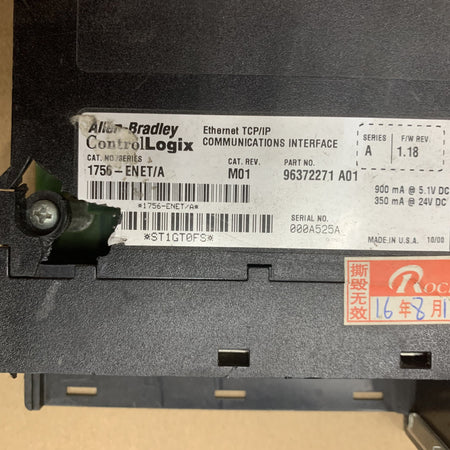 Allen-Bradley
ControlLogix
Ethernet TCP/IP
COMMUNICATIONS INTERFACE
SERIES
A
F/W REV
1.18
CAT. NO./SERIES
1756-ENET/A
CAT. REV.
M01
PART NO.
96372271 A01
900 mA @ 5.1V DC
350 mA @ 24V DC
*1756-ENET/A*
SERIAL NO.
000A525A
*ST1GT0FS*
MADE IN U.S.A. 10/00
撕毁无效
ROC
16年8月1